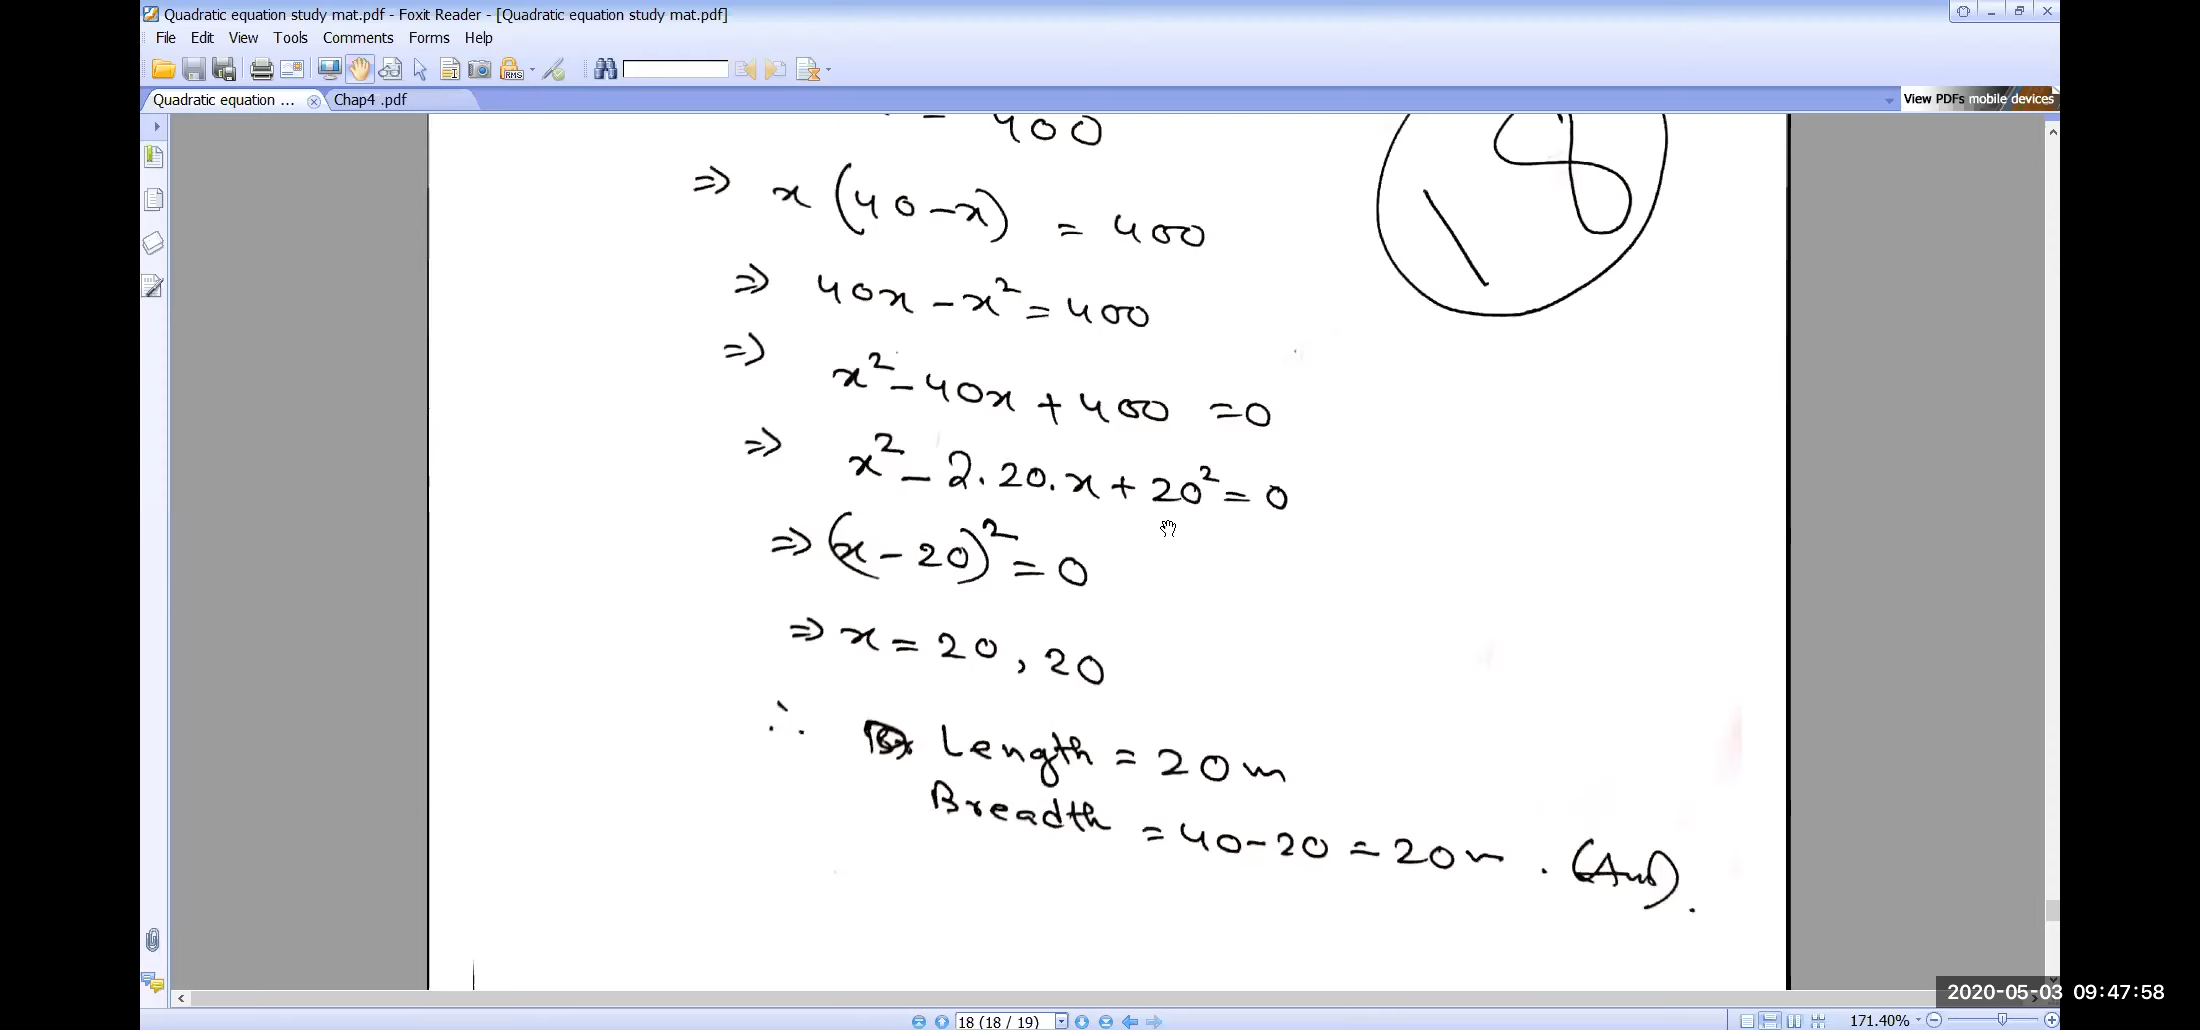 Quadratic equation study mat.pdf - Foxit Reader - [Quadratic equation study mat.pdf]
File Edit View Tools Comments Forms Help
RMS
Quadratic equation ... Chap4 .pdf
View PDFs mobile devices
= 400
18
⇒ x (40-x) = 400
⇒ 40x - x² = 400
⇒ x² - 40x + 400 = 0
⇒ x² - 2.20.x + 20² = 0
⇒ (x - 20)² = 0
⇒ x = 20, 20
∴ Length = 20 m
Breadth = 40-20 = 20 m. (Ans).
2020-05-03 09:47:58
18 (18 / 19)
171.40%